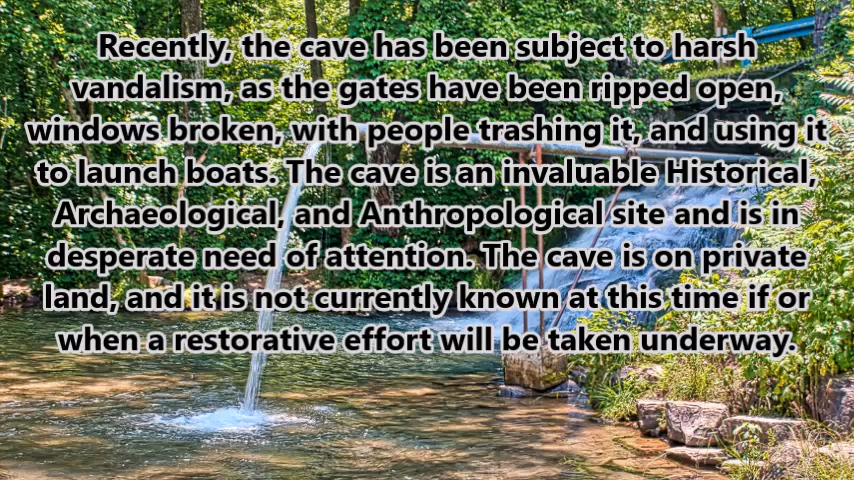 Recently, the cave has been subject to harsh
vandalism, as the gates have been ripped open,
windows broken, with people trashing it, and using it
to launch boats. The cave is an invaluable Historical,
Archaeological, and Anthropological site and is in
desperate need of attention. The cave is on private
land, and it is not currently known at this time if or
when a restorative effort will be taken underway.